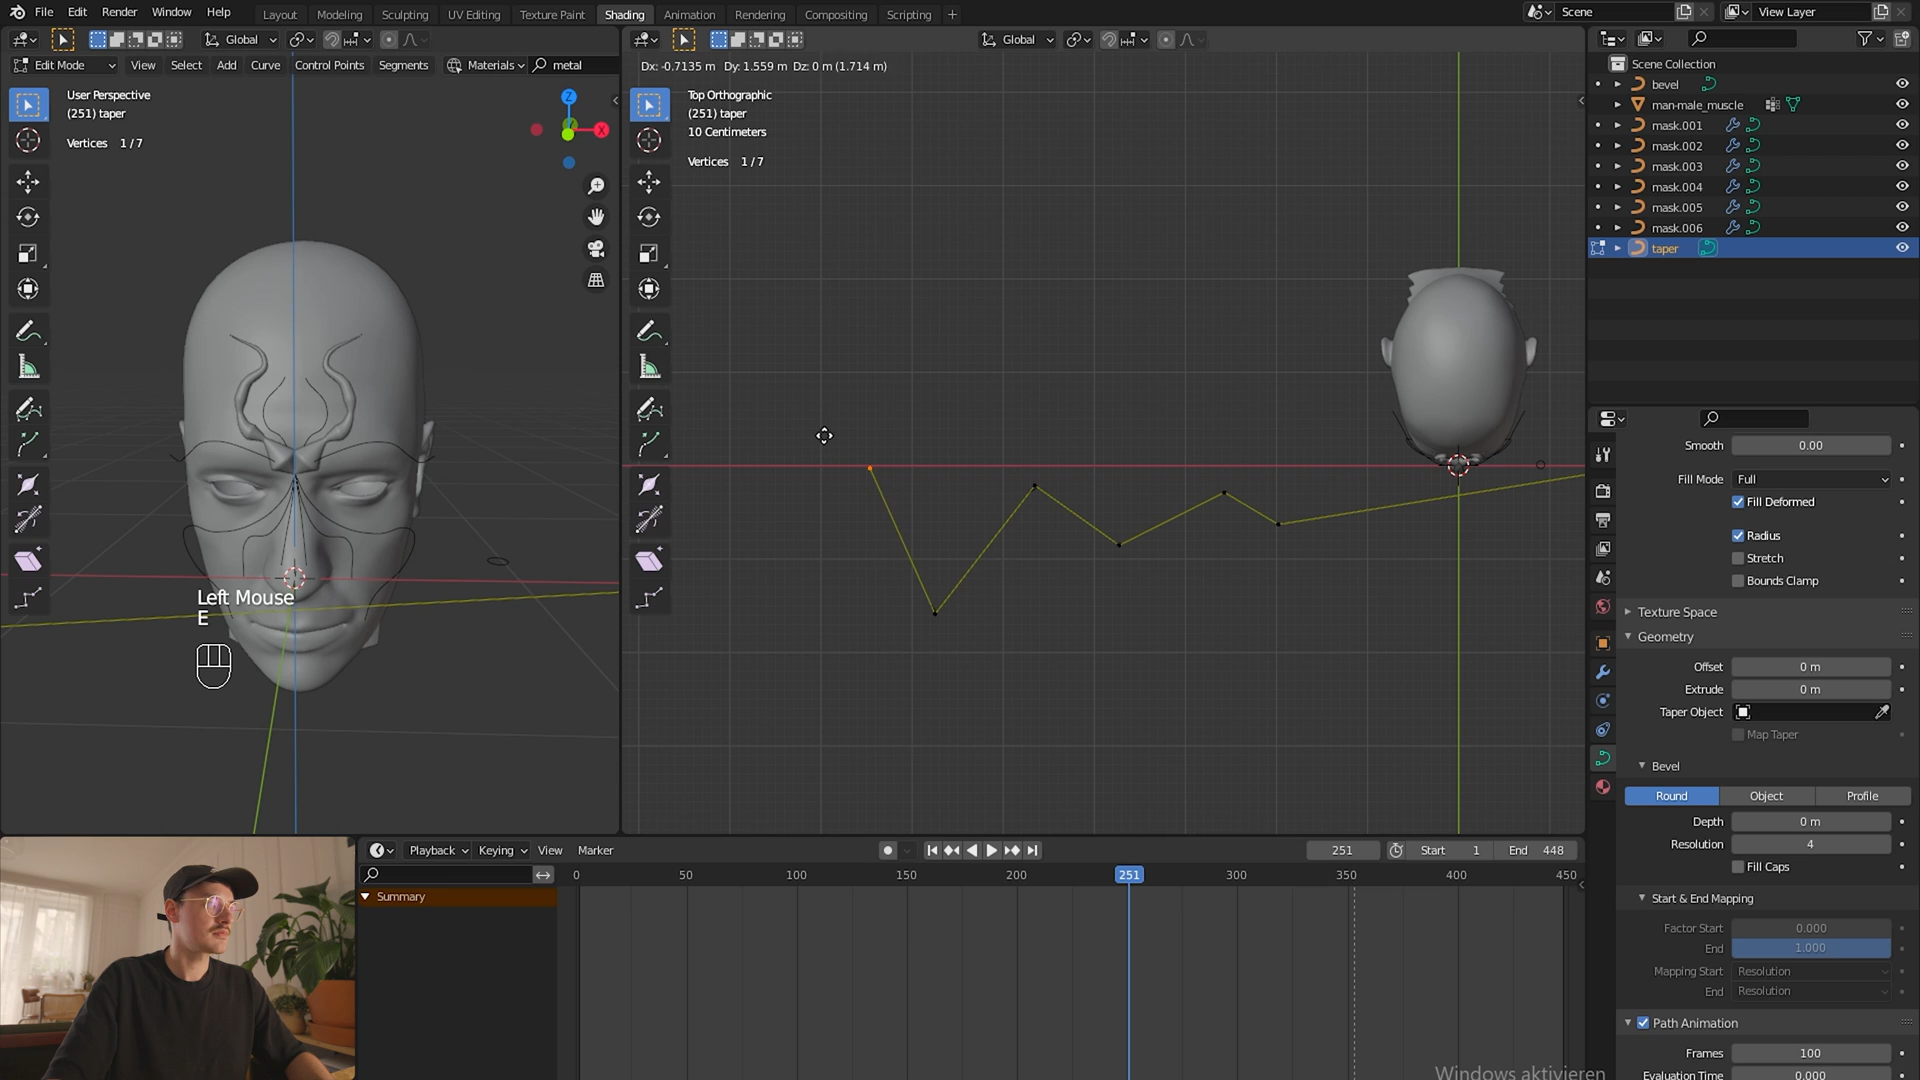 File Edit Render Window Help
Layout Modeling Sculpting UV Editing Texture Paint Shading Animation Rendering Compositing Scripting +
Scene
View Layer
Global
Global
Edit Mode View Select Add Curve Control Points Segments Materials metal
Dx: -0.7135 m Dy: 1.559 m Dz: 0 m (1.714 m)
User Perspective
(251) taper
Vertices 1/7
Z
X
Top Orthographic
(251) taper
10 Centimeters
Vertices 1/7
Left Mouse
E
Scene Collection
bevel
man-male_muscle
mask.001
mask.002
mask.003
mask.004
mask.005
mask.006
taper
Smooth 0.00
Fill Mode Full
Fill Deformed
Radius
Stretch
Bounds Clamp
Texture Space
Geometry
Offset 0 m
Extrude 0 m
Taper Object
Map Taper
Bevel
Round Object Profile
Depth 0 m
Resolution 4
Fill Caps
Start & End Mapping
Factor Start 0.000
End 1.000
Mapping Start Resolution
End Resolution
Path Animation
Frames 100
Evaluation Time 0.000
Playback Keying View Marker
251 Start 1 End 448
0 50 100 150 200 251 300 350 400 450
Summary
Windows aktivieren